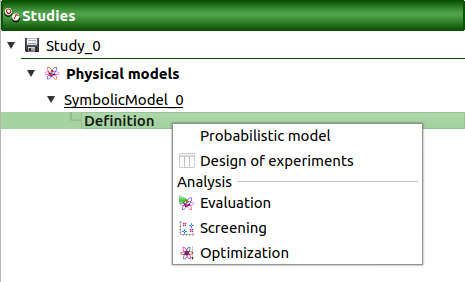 Studies
Study_0
Physical models
SymbolicModel_0
Definition
Probabilistic model
Design of experiments
Analysis
Evaluation
Screening
Optimization